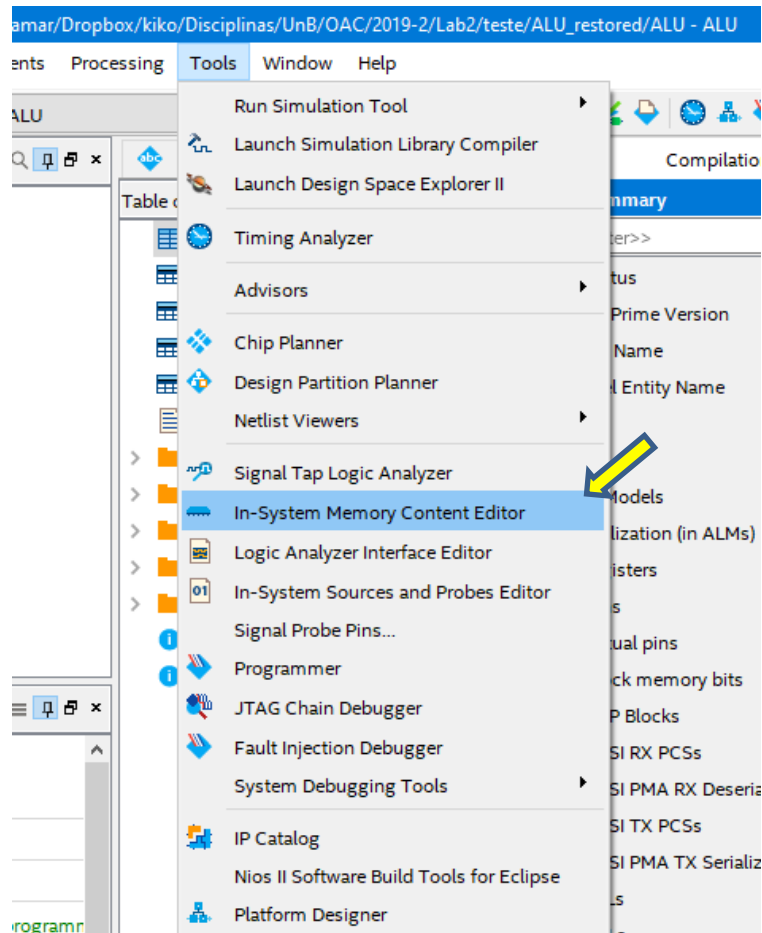 amar/Dropbox/kiko/Disciplinas/UnB/OAC/2019-2/Lab2/teste/ALU_restored/ALU - ALU
ents Processing Tools Window Help
ALU
Run Simulation Tool
Launch Simulation Library Compiler
abc
Compilatio
Launch Design Space Explorer II
Table
mmary
Timing Analyzer
ter>>
tus
Advisors
Prime Version
Chip Planner
Name
Design Partition Planner
l Entity Name
Netlist Viewers
Signal Tap Logic Analyzer
Models
In-System Memory Content Editor
lization (in ALMs)
Logic Analyzer Interface Editor
isters
01 In-System Sources and Probes Editor
s
Signal Probe Pins...
tual pins
Programmer
ck memory bits
JTAG Chain Debugger
P Blocks
Fault Injection Debugger
SI RX PCSs
System Debugging Tools
SI PMA RX Deseria
SI TX PCSs
IP Catalog
SI PMA TX Serializ
Nios II Software Build Tools for Eclipse
Ls
Platform Designer
programm